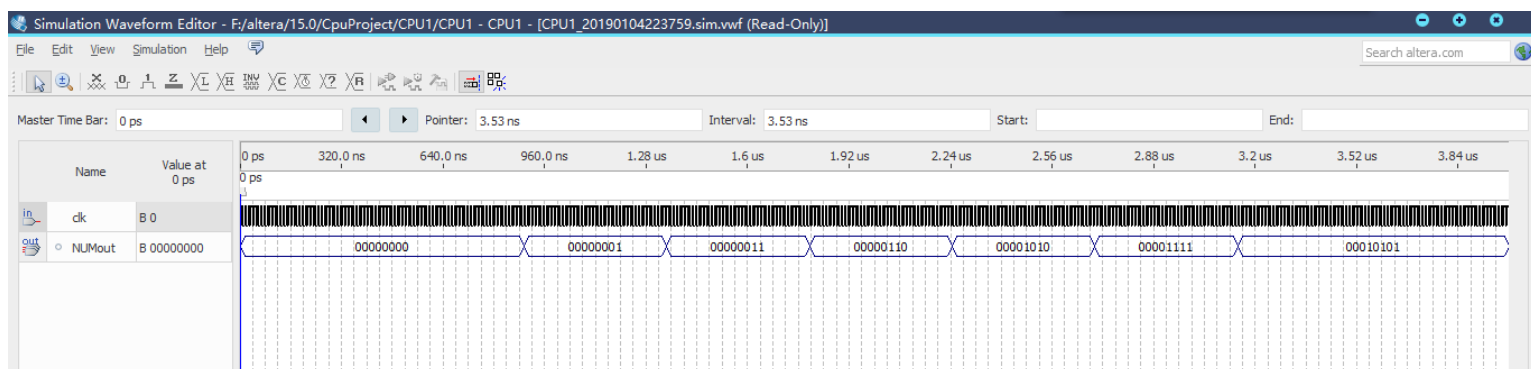 Simulation Waveform Editor - F:/altera/15.0/CpuProject/CPU1/CPU1 - CPU1 - [CPU1_20190104223759.sim.vwf (Read-Only)]
File Edit View Simulation Help
Search altera.com
Master Time Bar: 0 ps Pointer: 3.53 ns Interval: 3.53 ns Start: End:
Name Value at 0 ps
0 ps 320.0 ns 640.0 ns 960.0 ns 1.28 us 1.6 us 1.92 us 2.24 us 2.56 us 2.88 us 3.2 us 3.52 us 3.84 us
0 ps
in clk B 0
out NUMout B 00000000 00000000 00000001 00000011 00000110 00001010 00001111 00010101